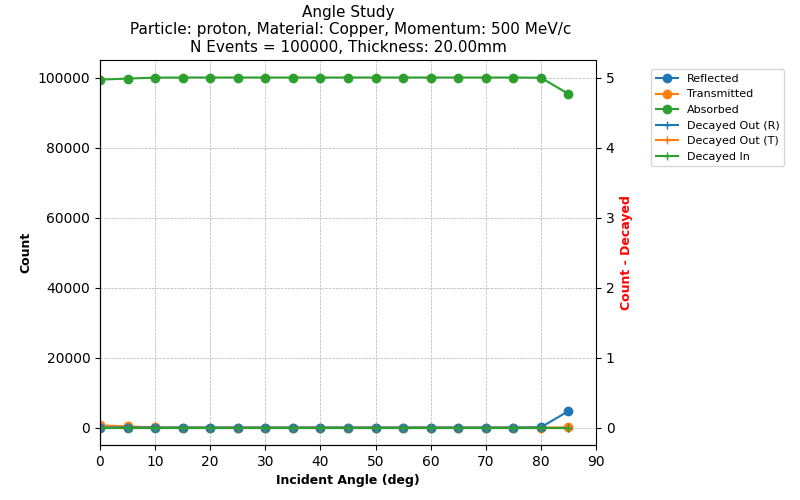 Angle Study
Particle: proton, Material: Copper, Momentum: 500 MeV/c
N Events = 100000, Thickness: 20.00mm
Count
100000
80000
60000
40000
20000
0
0 10 20 30 40 50 60 70 80 90
Incident Angle (deg)
5
4
3
2
1
0
Count - Decayed
Reflected
Transmitted
Absorbed
Decayed Out (R)
Decayed Out (T)
Decayed In